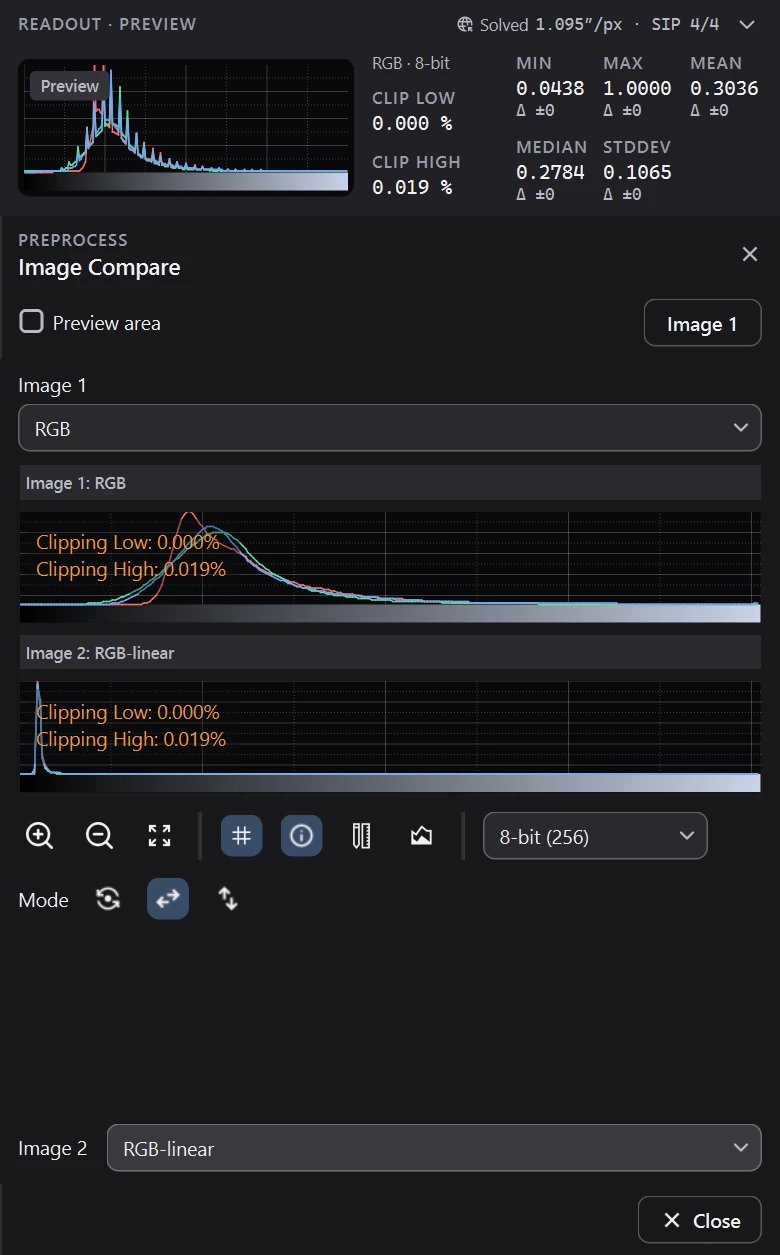 READOUT · PREVIEW
Solved 1.095″/px · SIP 4/4
Preview
RGB · 8-bit
CLIP LOW
0.000 %
CLIP HIGH
0.019 %
MIN MAX MEAN
0.0438 1.0000 0.3036
Δ ±0 Δ ±0 Δ ±0
MEDIAN STDDEV
0.2784 0.1065
Δ ±0 Δ ±0
PREPROCESS
Image Compare
Preview area
Image 1
Image 1
RGB
Image 1: RGB
Clipping Low: 0.000%
Clipping High: 0.019%
Image 2: RGB-linear
Clipping Low: 0.000%
Clipping High: 0.019%
8-bit (256)
Mode
Image 2 RGB-linear
Close